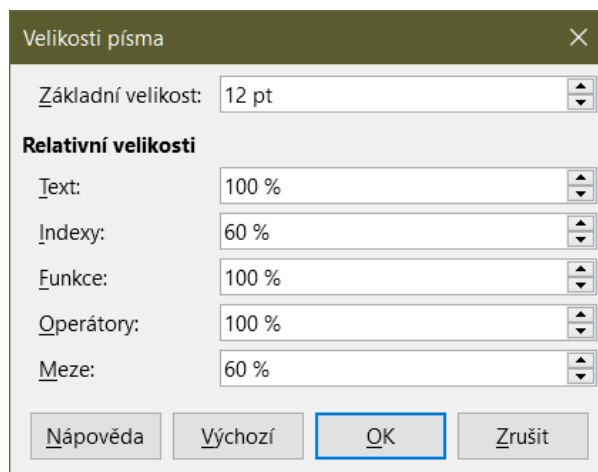 Velikosti písma
Základní velikost: 12 pt
Relativní velikosti
Text: 100 %
Indexy: 60 %
Funkce: 100 %
Operátory: 100 %
Meze: 60 %
Nápověda Výchozí OK Zrušit